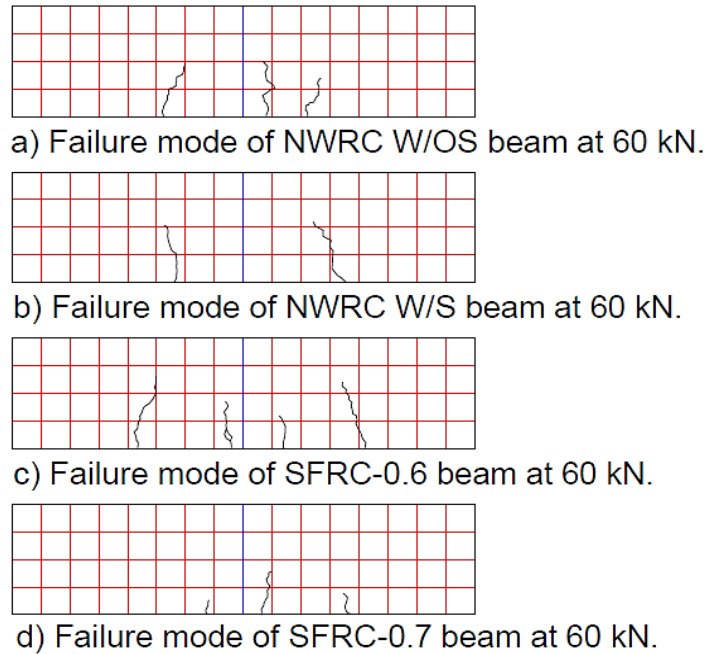 a) Failure mode of NWRC W/OS beam at 60 kN.
b) Failure mode of NWRC W/S beam at 60 kN.
c) Failure mode of SFRC-0.6 beam at 60 kN.
d) Failure mode of SFRC-0.7 beam at 60 kN.